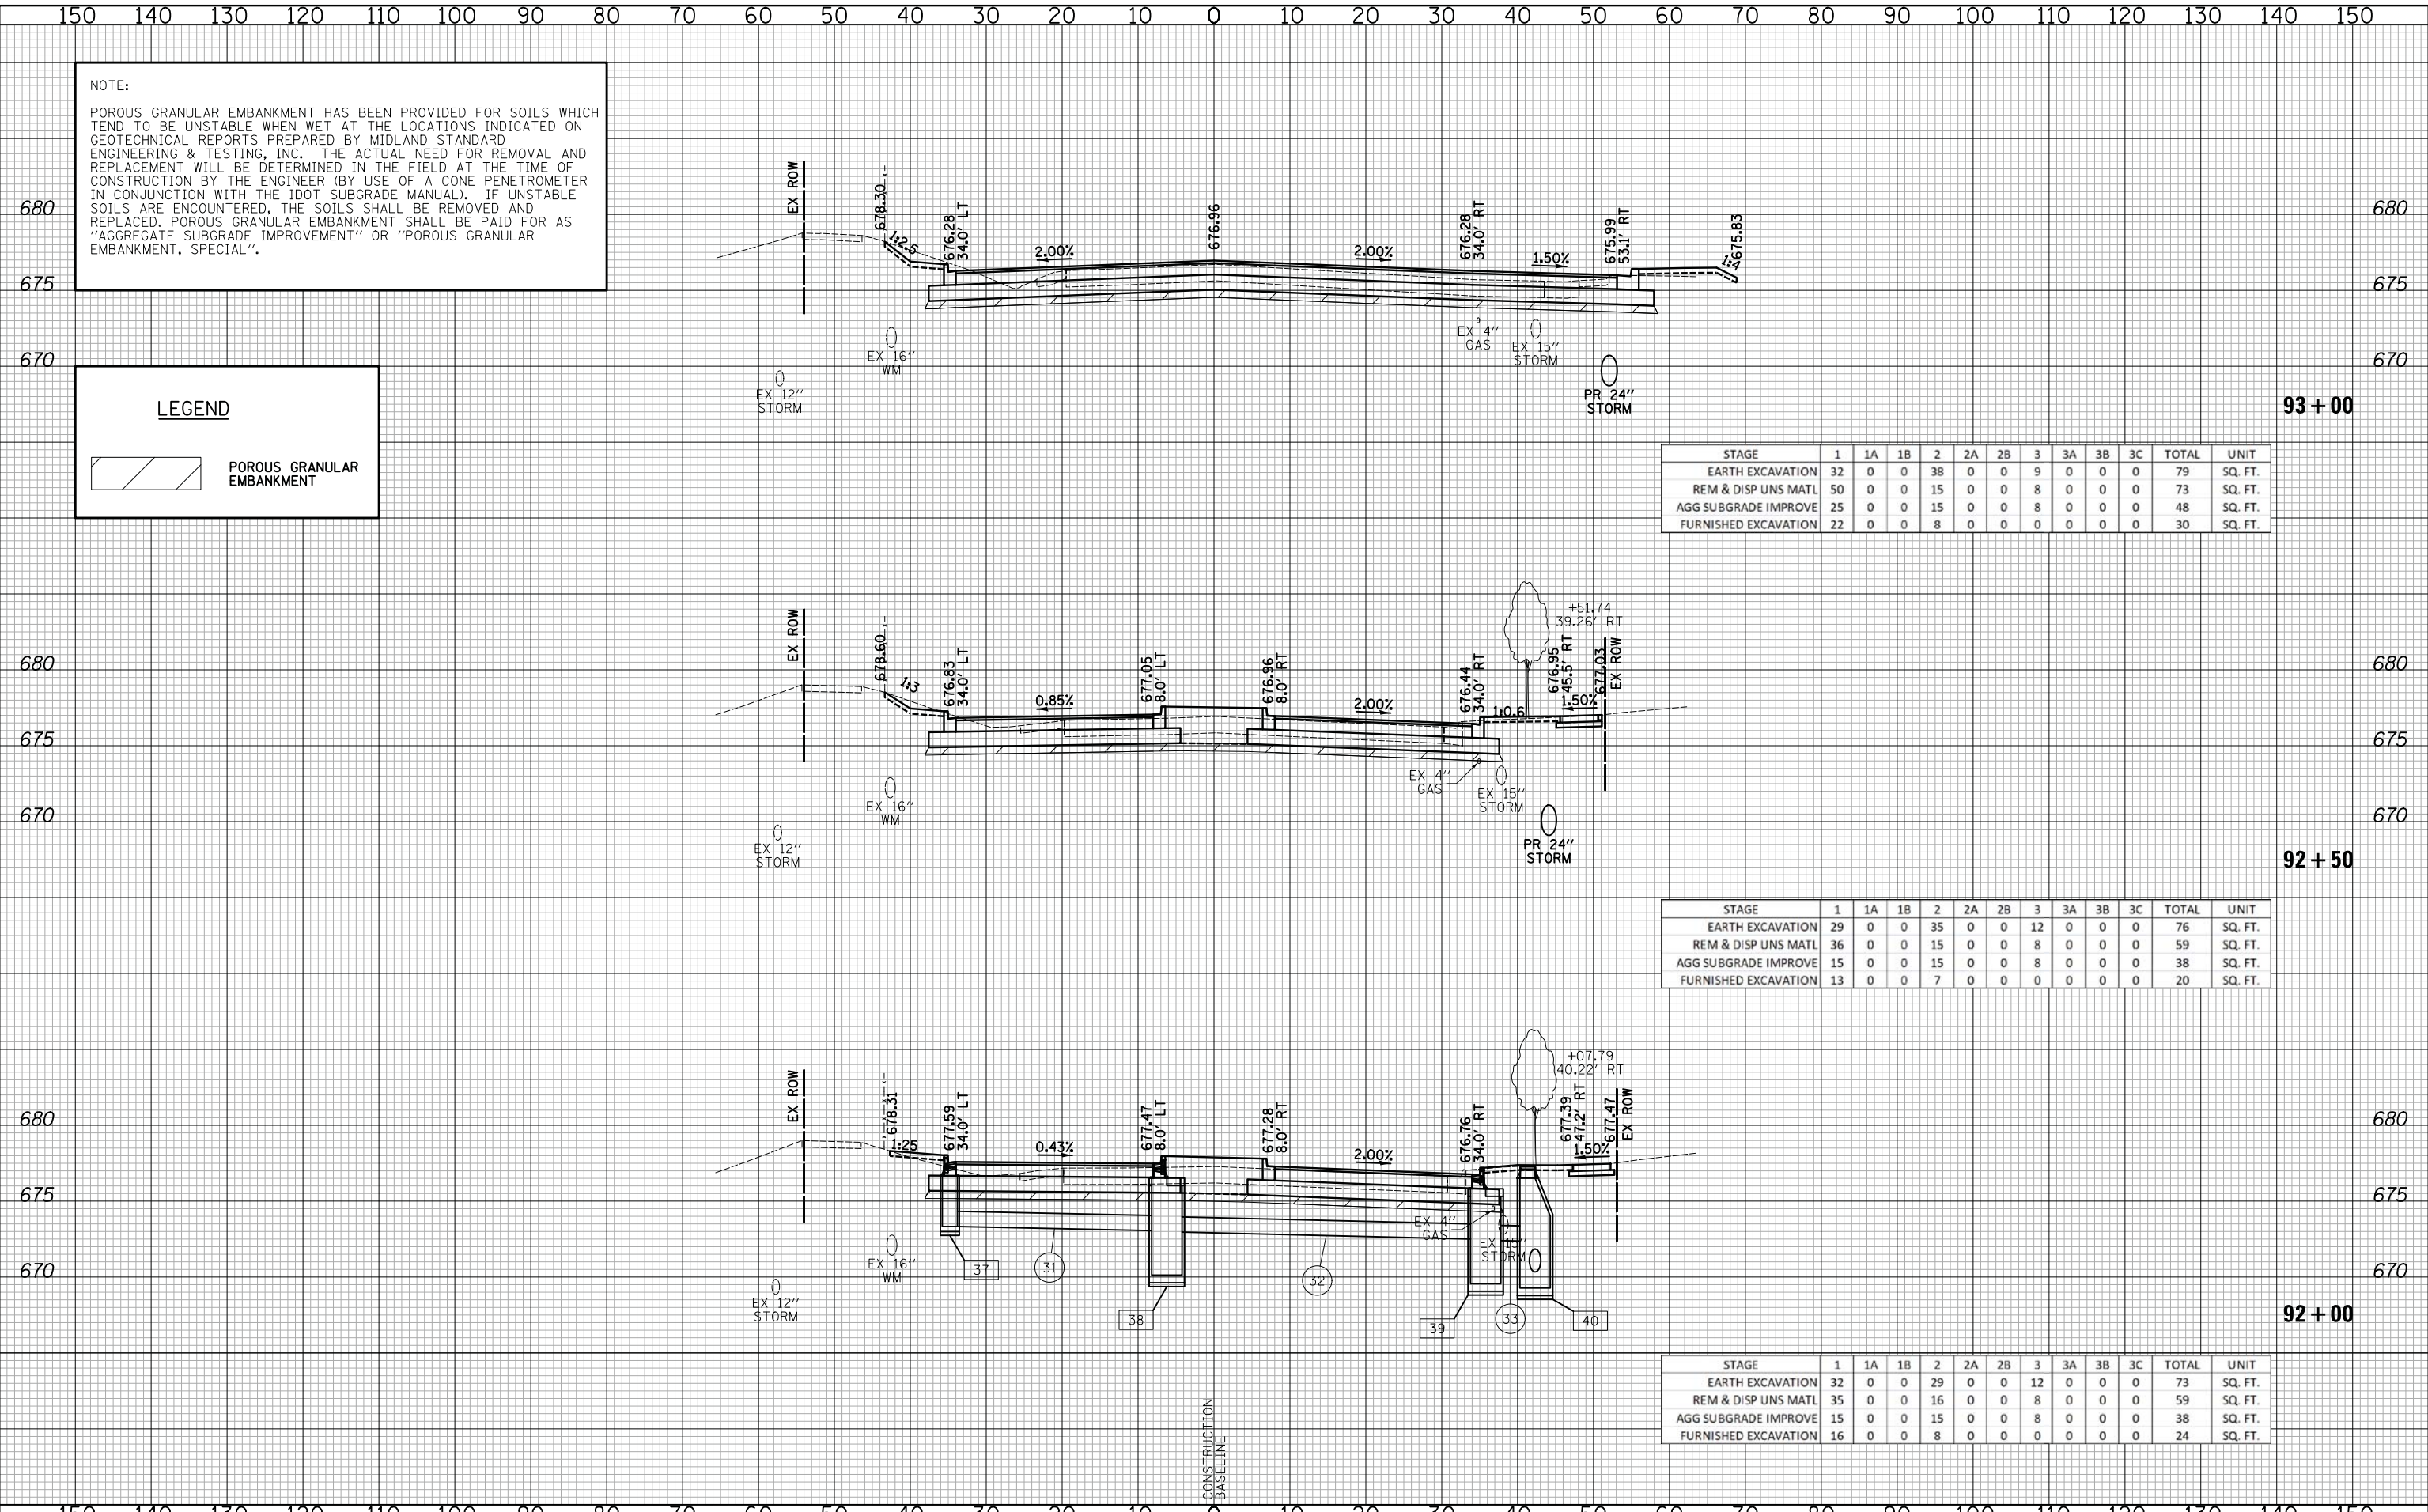 150 140 130 120 110 100 90 80 70 60 50 40 30 20 10 0 10 20 30 40 50 60 70 80 90 100 110 120 130 140 150
NOTE:
POROUS GRANULAR EMBANKMENT HAS BEEN PROVIDED FOR SOILS WHICH
TEND TO BE UNSTABLE WHEN WET AT THE LOCATIONS INDICATED ON
GEOTECHNICAL REPORTS PREPARED BY MIDLAND STANDARD
ENGINEERING & TESTING, INC. THE ACTUAL NEED FOR REMOVAL AND
REPLACEMENT WILL BE DETERMINED IN THE FIELD AT THE TIME OF
CONSTRUCTION BY THE ENGINEER (BY USE OF A CONE PENETROMETER
IN CONJUNCTION WITH THE IDOT SUBGRADE MANUAL). IF UNSTABLE
SOILS ARE ENCOUNTERED, THE SOILS SHALL BE REMOVED AND
REPLACED. POROUS GRANULAR EMBANKMENT SHALL BE PAID FOR AS
"AGGREGATE SUBGRADE IMPROVEMENT" OR "POROUS GRANULAR
EMBANKMENT, SPECIAL".
LEGEND
POROUS GRANULAR
EMBANKMENT
680
675
670
EX ROW
678.30
1:2.5
676.28
34.0' LT
2.00%
676.96
2.00%
676.28
34.0' RT
1.50%
675.99
53.1' RT
675.83
680
675
670
EX 12"
STORM
EX 16"
WM
EX 4"
GAS
EX 15"
STORM
PR 24"
STORM
93+00
STAGE 1 1A 1B 2 2A 2B 3 3A 3B 3C TOTAL UNIT
EARTH EXCAVATION 32 0 0 38 0 0 9 0 0 0 79 SQ. FT.
REM & DISP UNS MATL 50 0 0 15 0 0 8 0 0 0 73 SQ. FT.
AGG SUBGRADE IMPROVE 25 0 0 15 0 0 8 0 0 0 48 SQ. FT.
FURNISHED EXCAVATION 22 0 0 8 0 0 0 0 0 0 30 SQ. FT.
680
675
670
EX ROW
678.60
1:3
676.83
34.0' LT
0.85%
677.05
8.0' LT
676.96
8.0' RT
2.00%
676.44
34.0' RT
1:0.6
+51.74
39.26' RT
676.95
45.5' RT
1.50%
677.03
EX ROW
680
675
670
EX 12"
STORM
EX 16"
WM
EX 4"
GAS
EX 15"
STORM
PR 24"
STORM
92+50
STAGE 1 1A 1B 2 2A 2B 3 3A 3B 3C TOTAL UNIT
EARTH EXCAVATION 29 0 0 35 0 0 12 0 0 0 76 SQ. FT.
REM & DISP UNS MATL 36 0 0 15 0 0 8 0 0 0 59 SQ. FT.
AGG SUBGRADE IMPROVE 15 0 0 15 0 0 8 0 0 0 38 SQ. FT.
FURNISHED EXCAVATION 13 0 0 7 0 0 0 0 0 0 20 SQ. FT.
680
675
670
EX ROW
678.31
1:25
677.59
34.0' LT
0.43%
677.47
8.0' LT
677.28
8.0' RT
2.00%
676.76
34.0' RT
+07.79
40.22' RT
677.39
47.2' RT
1.50%
677.47
EX ROW
680
675
670
EX 12"
STORM
EX 16"
WM
37
31
38
32
EX 4"
GAS
EX 15"
STORM
39
33
40
92+00
STAGE 1 1A 1B 2 2A 2B 3 3A 3B 3C TOTAL UNIT
EARTH EXCAVATION 32 0 0 29 0 0 12 0 0 0 73 SQ. FT.
REM & DISP UNS MATL 35 0 0 16 0 0 8 0 0 0 59 SQ. FT.
AGG SUBGRADE IMPROVE 15 0 0 15 0 0 8 0 0 0 38 SQ. FT.
FURNISHED EXCAVATION 16 0 0 8 0 0 0 0 0 0 24 SQ. FT.
CONSTRUCTION
BASELINE
150 140 130 120 110 100 90 80 70 60 50 40 30 20 10 0 10 20 30 40 50 60 70 80 90 100 110 120 130 140 150